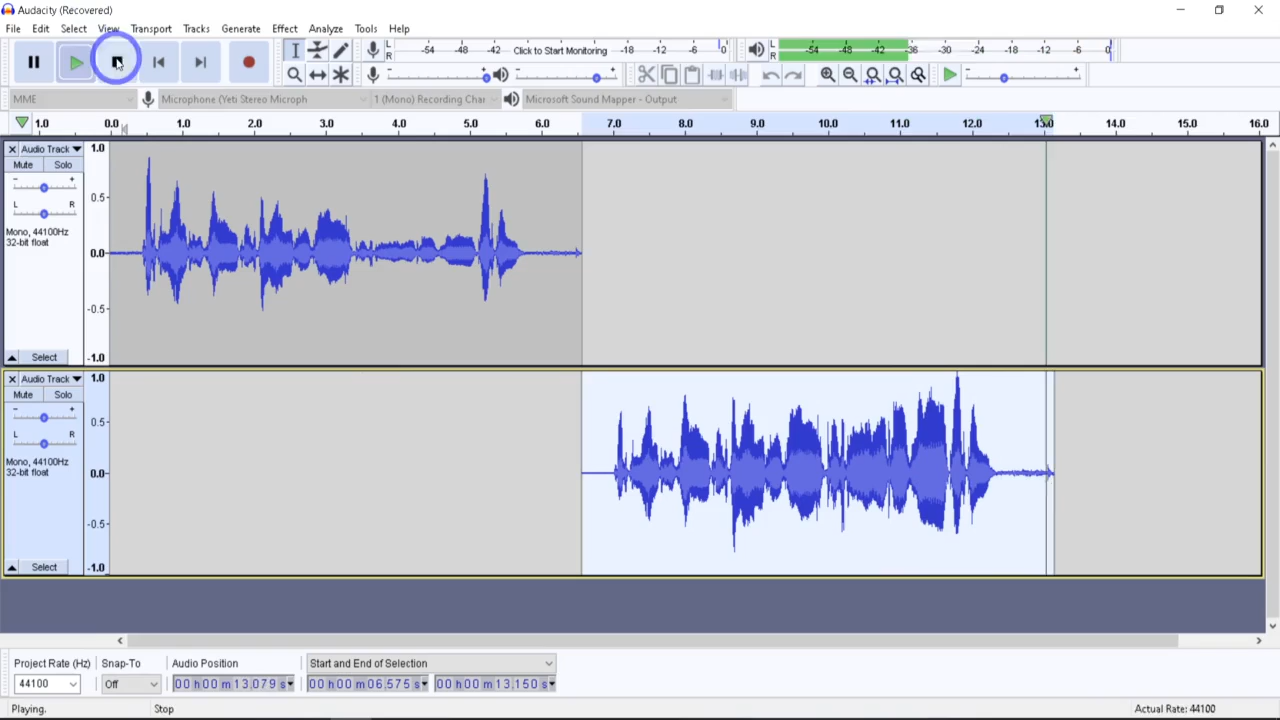 Audacity (Recovered)
File Edit Select View Transport Tracks Generate Effect Analyze Tools Help
L R -54 -48 -42 Click to Start Monitoring -18 -12 -6 0 L R -54 -48 -42 -36 -30 -24 -18 -12 -6 0
MME Microphone (Yeti Stereo Microph 1 (Mono) Recording Char Microsoft Sound Mapper - Output
1.0 0.0 1.0 2.0 3.0 4.0 5.0 6.0 7.0 8.0 9.0 10.0 11.0 12.0 13.0 14.0 15.0 16.0
Audio Track 1.0
Mute Solo
- +
L R 0.5
Mono, 44100Hz
32-bit float
0.0
-0.5
Select -1.0
Audio Track 1.0
Mute Solo
- +
L R 0.5
Mono, 44100Hz
32-bit float
0.0
-0.5
Select -1.0
Project Rate (Hz) Snap-To Audio Position Start and End of Selection
44100 Off 00 h 00 m 13.079 s 00 h 00 m 06.575 s 00 h 00 m 13.150 s
Playing. Stop Actual Rate: 44100